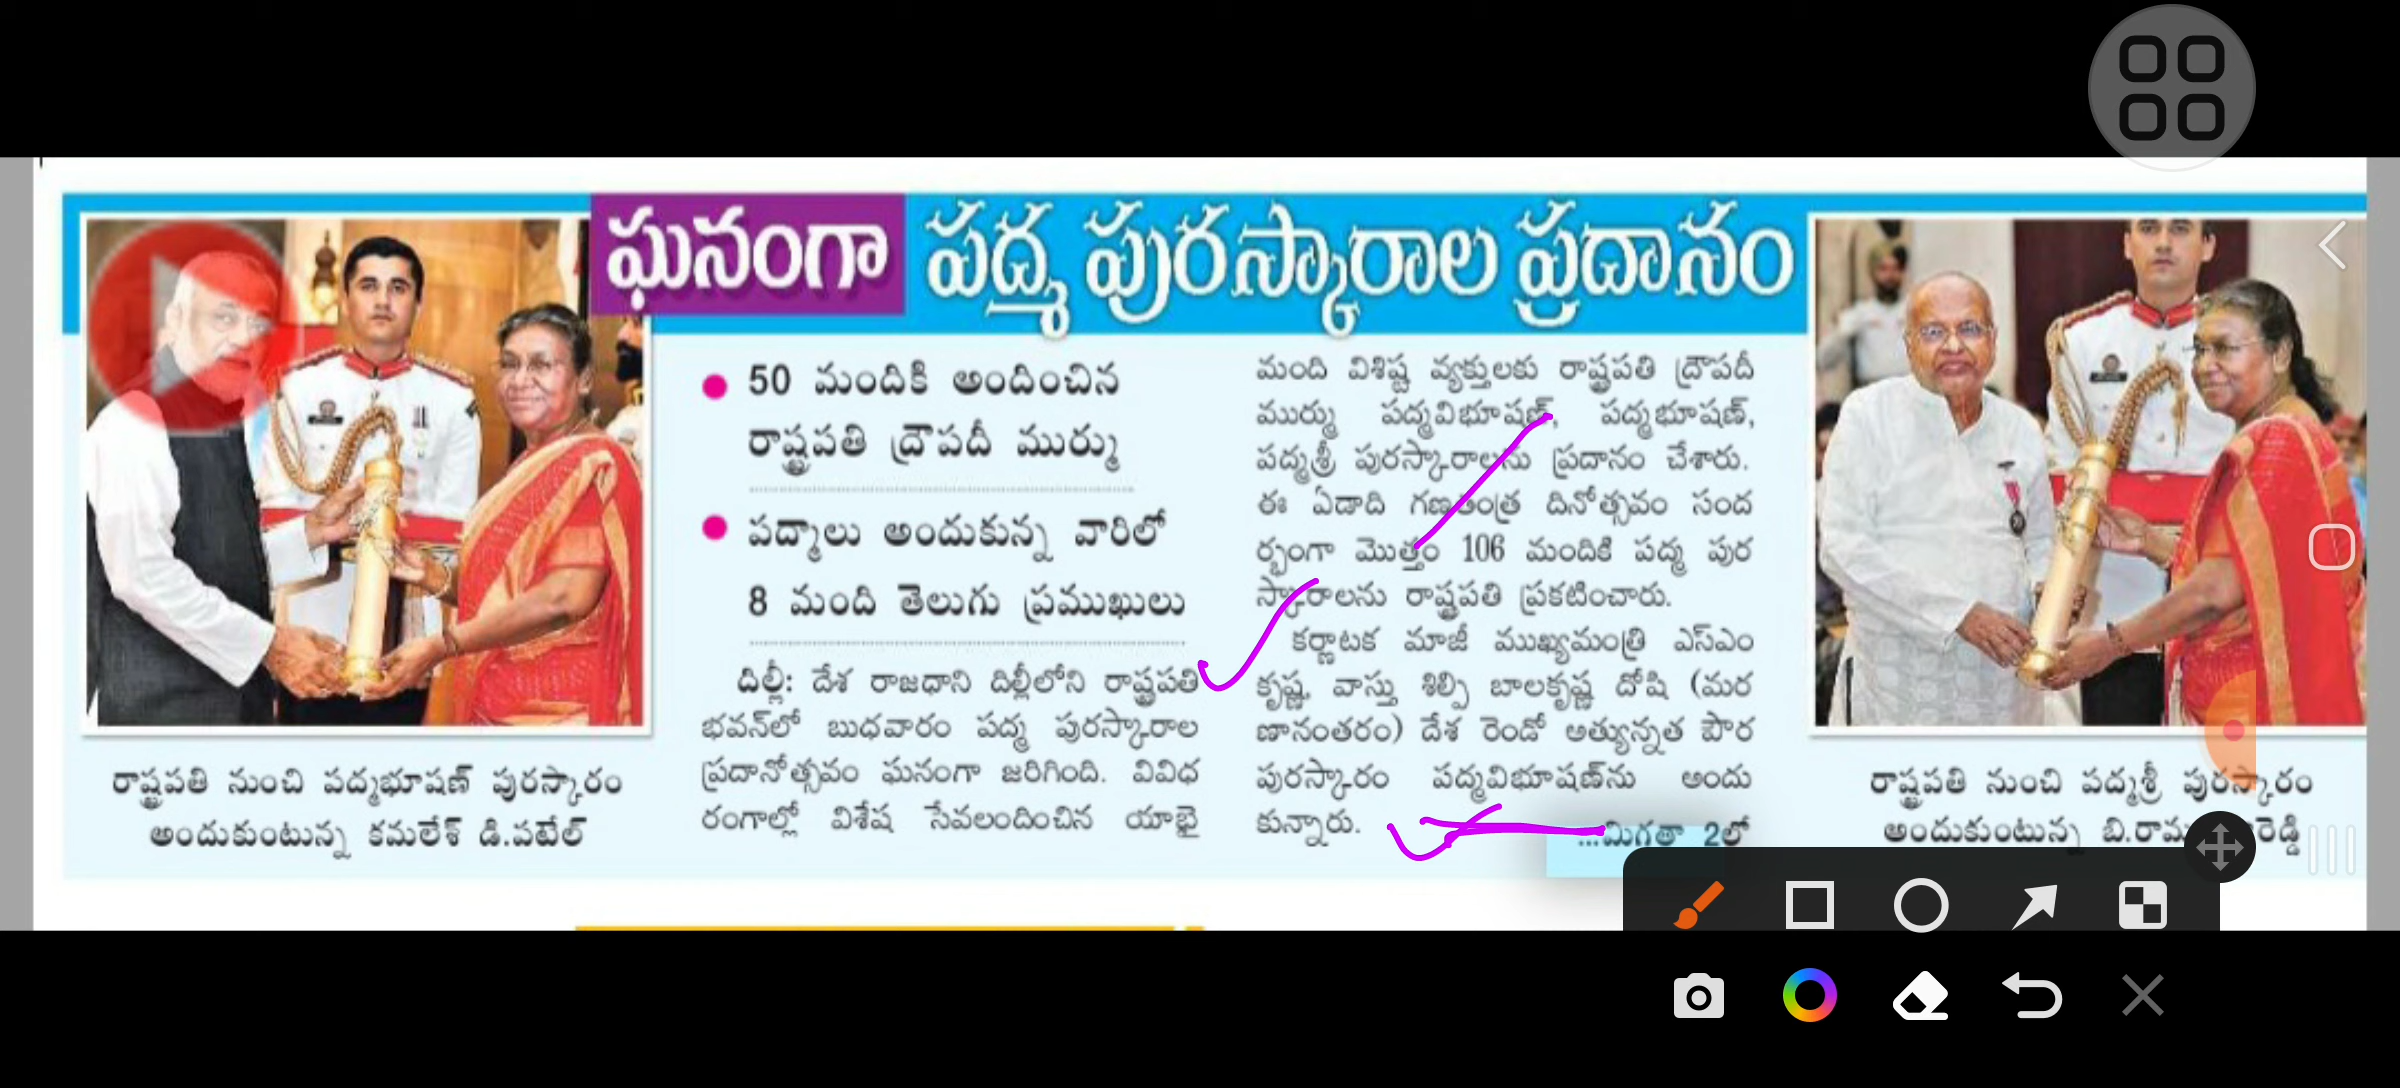 ఘనంగా పద్మ పురస్కారాల ప్రదానం
50 మందికి అందించిన
రాష్ట్రపతి ద్రౌపదీ ముర్ము
పద్మాలు అందుకున్న వారిలో
8 మంది తెలుగు ప్రముఖులు
దిల్లీ: దేశ రాజధాని దిల్లీలోని రాష్ట్రపతి
భవన్‌లో బుధవారం పద్మ పురస్కారాల
ప్రదానోత్సవం ఘనంగా జరిగింది. వివిధ
రంగాల్లో విశేష సేవలందించిన యాభై
మంది విశిష్ట వ్యక్తులకు రాష్ట్రపతి ద్రౌపదీ
ముర్ము పద్మవిభూషణ్, పద్మభూషణ్,
పద్మశ్రీ పురస్కారాలను ప్రదానం చేశారు.
ఈ ఏడాది గణతంత్ర దినోత్సవం సంద
ర్భంగా మొత్తం 106 మందికి పద్మ పుర
స్కారాలను రాష్ట్రపతి ప్రకటించారు.
కర్ణాటక మాజీ ముఖ్యమంత్రి ఎస్ఎం
కృష్ణ, వాస్తు శిల్పి బాలకృష్ణ దోషి (మర
ణానంతరం) దేశ రెండో అత్యున్నత పౌర
పురస్కారం పద్మవిభూషణ్‌ను అందు
కున్నారు.
...మిగతా 2లో
రాష్ట్రపతి నుంచి పద్మభూషణ్ పురస్కారం
అందుకుంటున్న కమలేశ్ డి.పటేల్
రాష్ట్రపతి నుంచి పద్మశ్రీ పురస్కారం
అందుకుంటున్న బి.రామ రెడ్డి